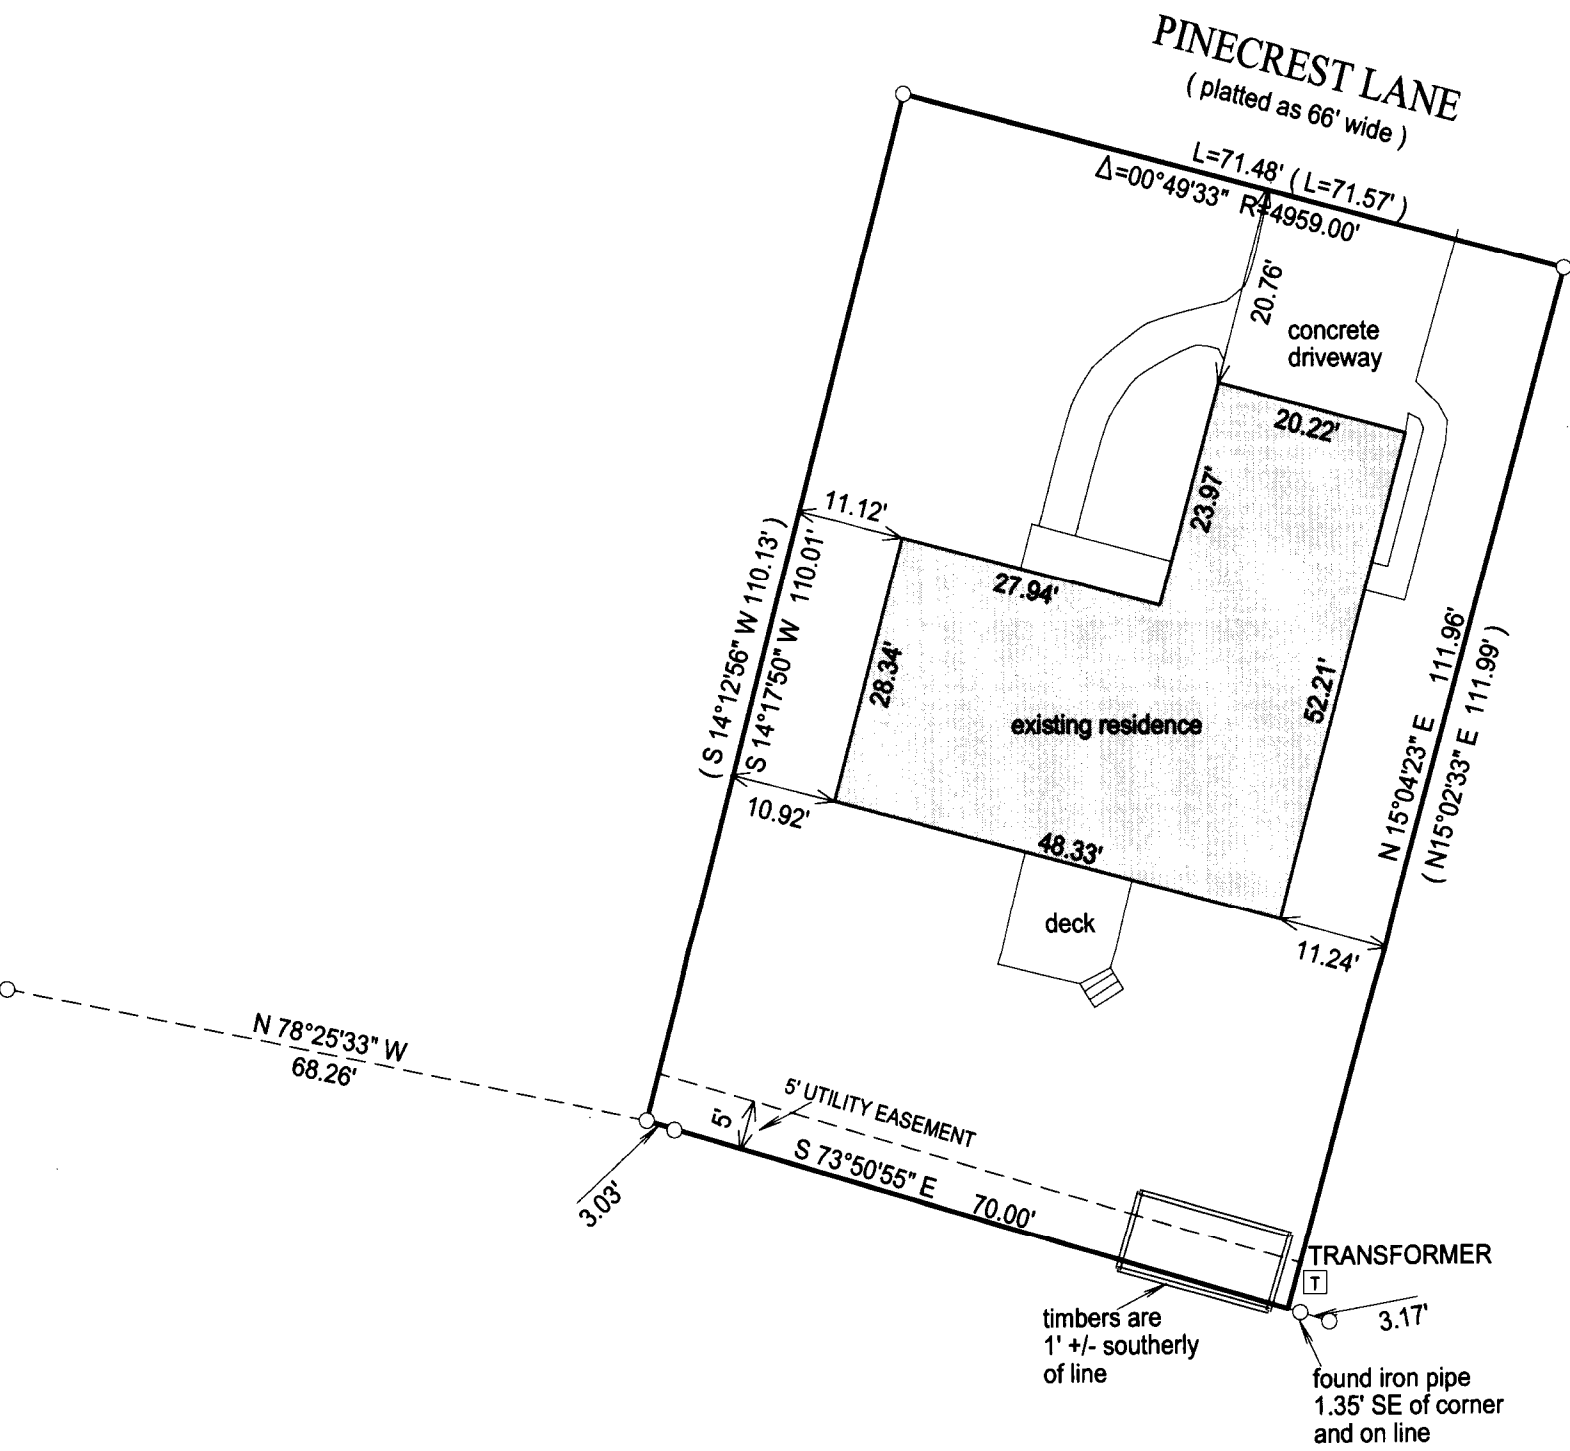 PINECREST LANE
( platted as 66' wide )
L=71.48' ( L=71.57' )
Δ=00°49'33" R=4959.00'
20.76'
concrete
driveway
20.22'
23.97'
11.12'
27.94'
( S 14°12'56" W 110.13' )
S 14°17'50" W 110.01'
28.34'
existing residence
52.21'
N 15°04'23" E 111.96'
( N15°02'33" E 111.99' )
10.92'
48.33'
deck
11.24'
N 78°25'33" W
68.26'
5'
5' UTILITY EASEMENT
S 73°50'55" E 70.00'
3.03'
TRANSFORMER
T
3.17'
timbers are
1' +/- southerly
of line
found iron pipe
1.35' SE of corner
and on line